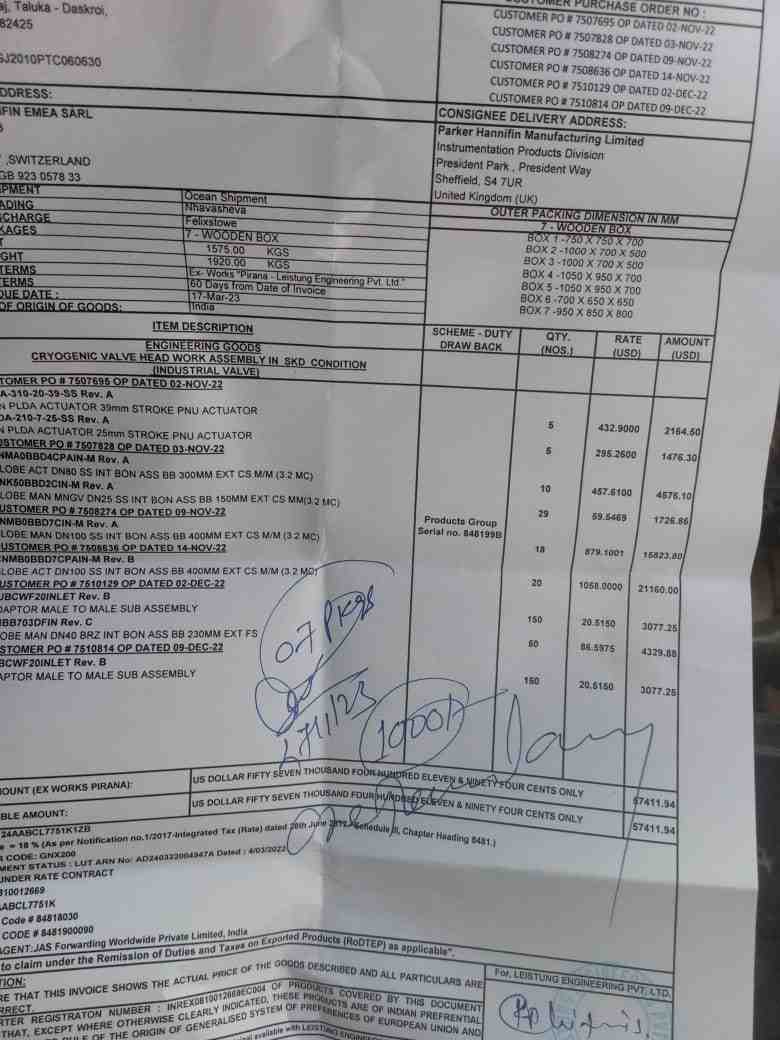 CUSTOMER PURCHASE ORDER NO :
aj, Taluka - Daskroi,
82425
CUSTOMER PO # 7507695 OP DATED 02-NOV-22
CUSTOMER PO # 7507828 OP DATED 03-NOV-22
CUSTOMER PO # 7508274 OP DATED 09-NOV-22
CUSTOMER PO # 7508636 OP DATED 14-NOV-22
CUSTOMER PO # 7510129 OP DATED 02-DEC-22
CUSTOMER PO # 7510814 OP DATED 09-DEC-22
GJ2010PTC060630
DDRESS:
IFIN EMEA SARL
,SWITZERLAND
GB 923 0578 33
CONSIGNEE DELIVERY ADDRESS:
Parker Hannifin Manufacturing Limited
Instrumentation Products Division
President Park , President Way
Sheffield, S4 7UR
United Kingdom (UK)
IPMENT Ocean Shipment
ADING Nhavasheva
SCHARGE Felixstowe
KAGES 7 - WOODEN BOX
T 1575.00 KGS
GHT 1920.00 KGS
TERMS Ex- Works "Pirana - Leistung Engineering Pvt. Ltd."
ERMS 60 Days from Date of Invoice
DUE DATE : 17-Mar-23
OF ORIGIN OF GOODS: India
OUTER PACKING DIMENSION IN MM
7 - WOODEN BOX
BOX 1 -750 X 750 X 700
BOX 2 -1000 X 700 X 500
BOX 3 -1000 X 700 X 500
BOX 4 -1050 X 950 X 700
BOX 5 -1050 X 950 X 700
BOX 6 -700 X 650 X 650
BOX 7 -950 X 850 X 800
ITEM DESCRIPTION SCHEME - DUTY DRAW BACK QTY. (NOS.) RATE (USD) AMOUNT (USD)
ENGINEERING GOODS
CRYOGENIC VALVE HEAD WORK ASSEMBLY IN SKD CONDITION
(INDUSTRIAL VALVE)
TOMER PO # 7507695 OP DATED 02-NOV-22
A-310-20-39-SS Rev. A
N PLDA ACTUATOR 39mm STROKE PNU ACTUATOR 5 432.9000 2164.50
DA-210-7-25-SS Rev. A
N PLDA ACTUATOR 25mm STROKE PNU ACTUATOR 5 295.2600 1476.30
USTOMER PO # 7507828 OP DATED 03-NOV-22
NMA0BBD4CPAIN-M Rev. A
LOBE ACT DN80 SS INT BON ASS BB 300MM EXT CS M/M (3.2 MC) 10 457.6100 4576.10
NK50BBD2CIN-M Rev. A
LOBE MAN MNGV DN25 SS INT BON ASS BB 150MM EXT CS MM(3.2 MC) 29 59.5469 1726.86
CUSTOMER PO # 7508274 OP DATED 09-NOV-22
NMB0BBD7CIN-M Rev. A
LOBE MAN DN100 SS INT BON ASS BB 400MM EXT CS M/M (3.2 MC) 18 879.1001 15823.80
Products Group
Serial no. 848199B
CUSTOMER PO # 7508636 OP DATED 14-NOV-22
CNMB0BBD7CPAIN-M Rev. B
LOBE ACT DN100 SS INT BON ASS BB 400MM EXT CS M/M (3.2 MC) 20 1058.0000 21160.00
CUSTOMER PO # 7510129 OP DATED 02-DEC-22
UBCWF20INLET Rev. B
DAPTOR MALE TO MALE SUB ASSEMBLY 150 20.5150 3077.25
IBB703DFIN Rev. C
OBE MAN DN40 BRZ INT BON ASS BB 230MM EXT FS 50 86.5975 4329.88
STOMER PO # 7510814 OP DATED 09-DEC-22
BCWF20INLET Rev. B
APTOR MALE TO MALE SUB ASSEMBLY 150 20.5150 3077.25
07 Pkgs
1000/-
OUNT (EX WORKS PIRANA): US DOLLAR FIFTY SEVEN THOUSAND FOUR HUNDRED ELEVEN & NINETY FOUR CENTS ONLY 57411.94
BLE AMOUNT: US DOLLAR FIFTY SEVEN THOUSAND FOUR HUNDRED ELEVEN & NINETY FOUR CENTS ONLY 57411.94
24AABCL7751K1ZB
e = 18 % (As per Notification no.1/2017-Integrated Tax (Rate) dated 28th June 2017- Schedule II, Chapter Heading 8481.)
R CODE: GNX200
MENT STATUS : LUT ARN No: AD240322004947A Dated : 4/03/2022
UNDER RATE CONTRACT
810012669
AABCL7751K
Code # 84818030
CODE # 8481900090
AGENT:JAS Forwarding Worldwide Private Limited, India
to claim under the Remission of Duties and Taxes on Exported Products (RoDTEP) as applicable".
TION:
RE THAT THIS INVOICE SHOWS THE ACTUAL PRICE OF THE GOODS DESCRIBED AND ALL PARTICULARS ARE
RRECT.
RTER REGISTRATON NUMBER : INREX0810012669EC004 OF PRODUCTS COVERED BY THIS DOCUMENT
THAT, EXCEPT WHERE OTHERWISE CLEARLY INDICATED, THESE PRODUCTS ARE OF INDIAN PREFRENTIAL
RULE OF THE ORIGIN OF GENERALISED SYSTEM OF PREFERENCES OF EUROPEAN UNION AND
For, LEISTUNG ENGINEERING PVT. LTD.